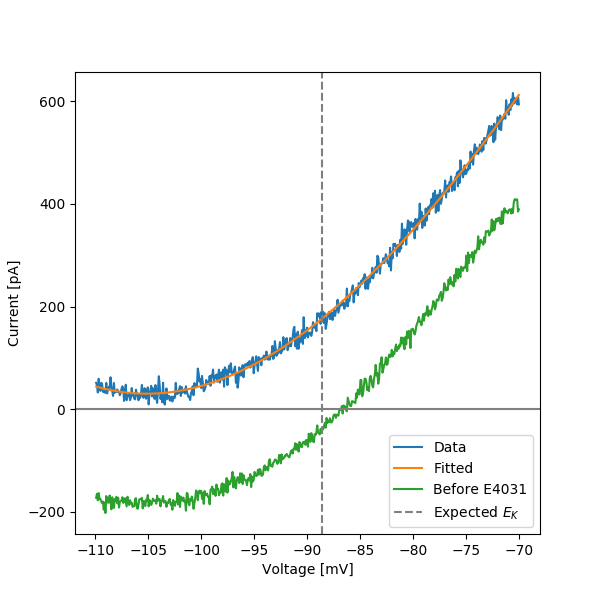 600
400
200
0
−200
Current [pA]
Data
Fitted
Before E4031
Expected E_K
−110 −105 −100 −95 −90 −85 −80 −75 −70
Voltage [mV]